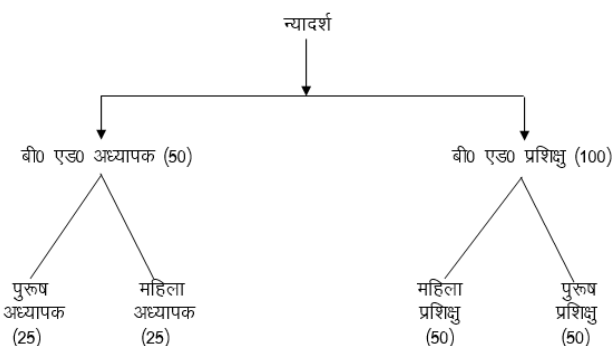 न्यादर्श
बी0 एड0 अध्यापक (50)
बी0 एड0 प्रशिक्षु (100)
पुरूष
अध्यापक
(25)
महिला
अध्यापक
(25)
महिला
प्रशिक्षु
(50)
पुरूष
प्रशिक्षु
(50)